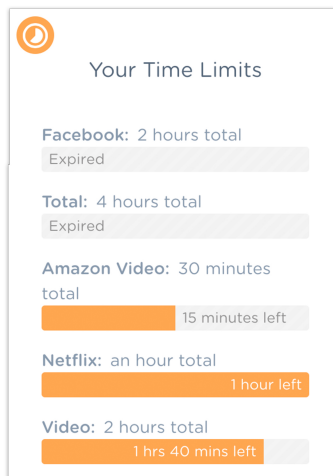 Your Time Limits
Facebook: 2 hours total
Expired
Total: 4 hours total
Expired
Amazon Video: 30 minutes
total
15 minutes left
Netflix: an hour total
1 hour left
Video: 2 hours total
1 hrs 40 mins left